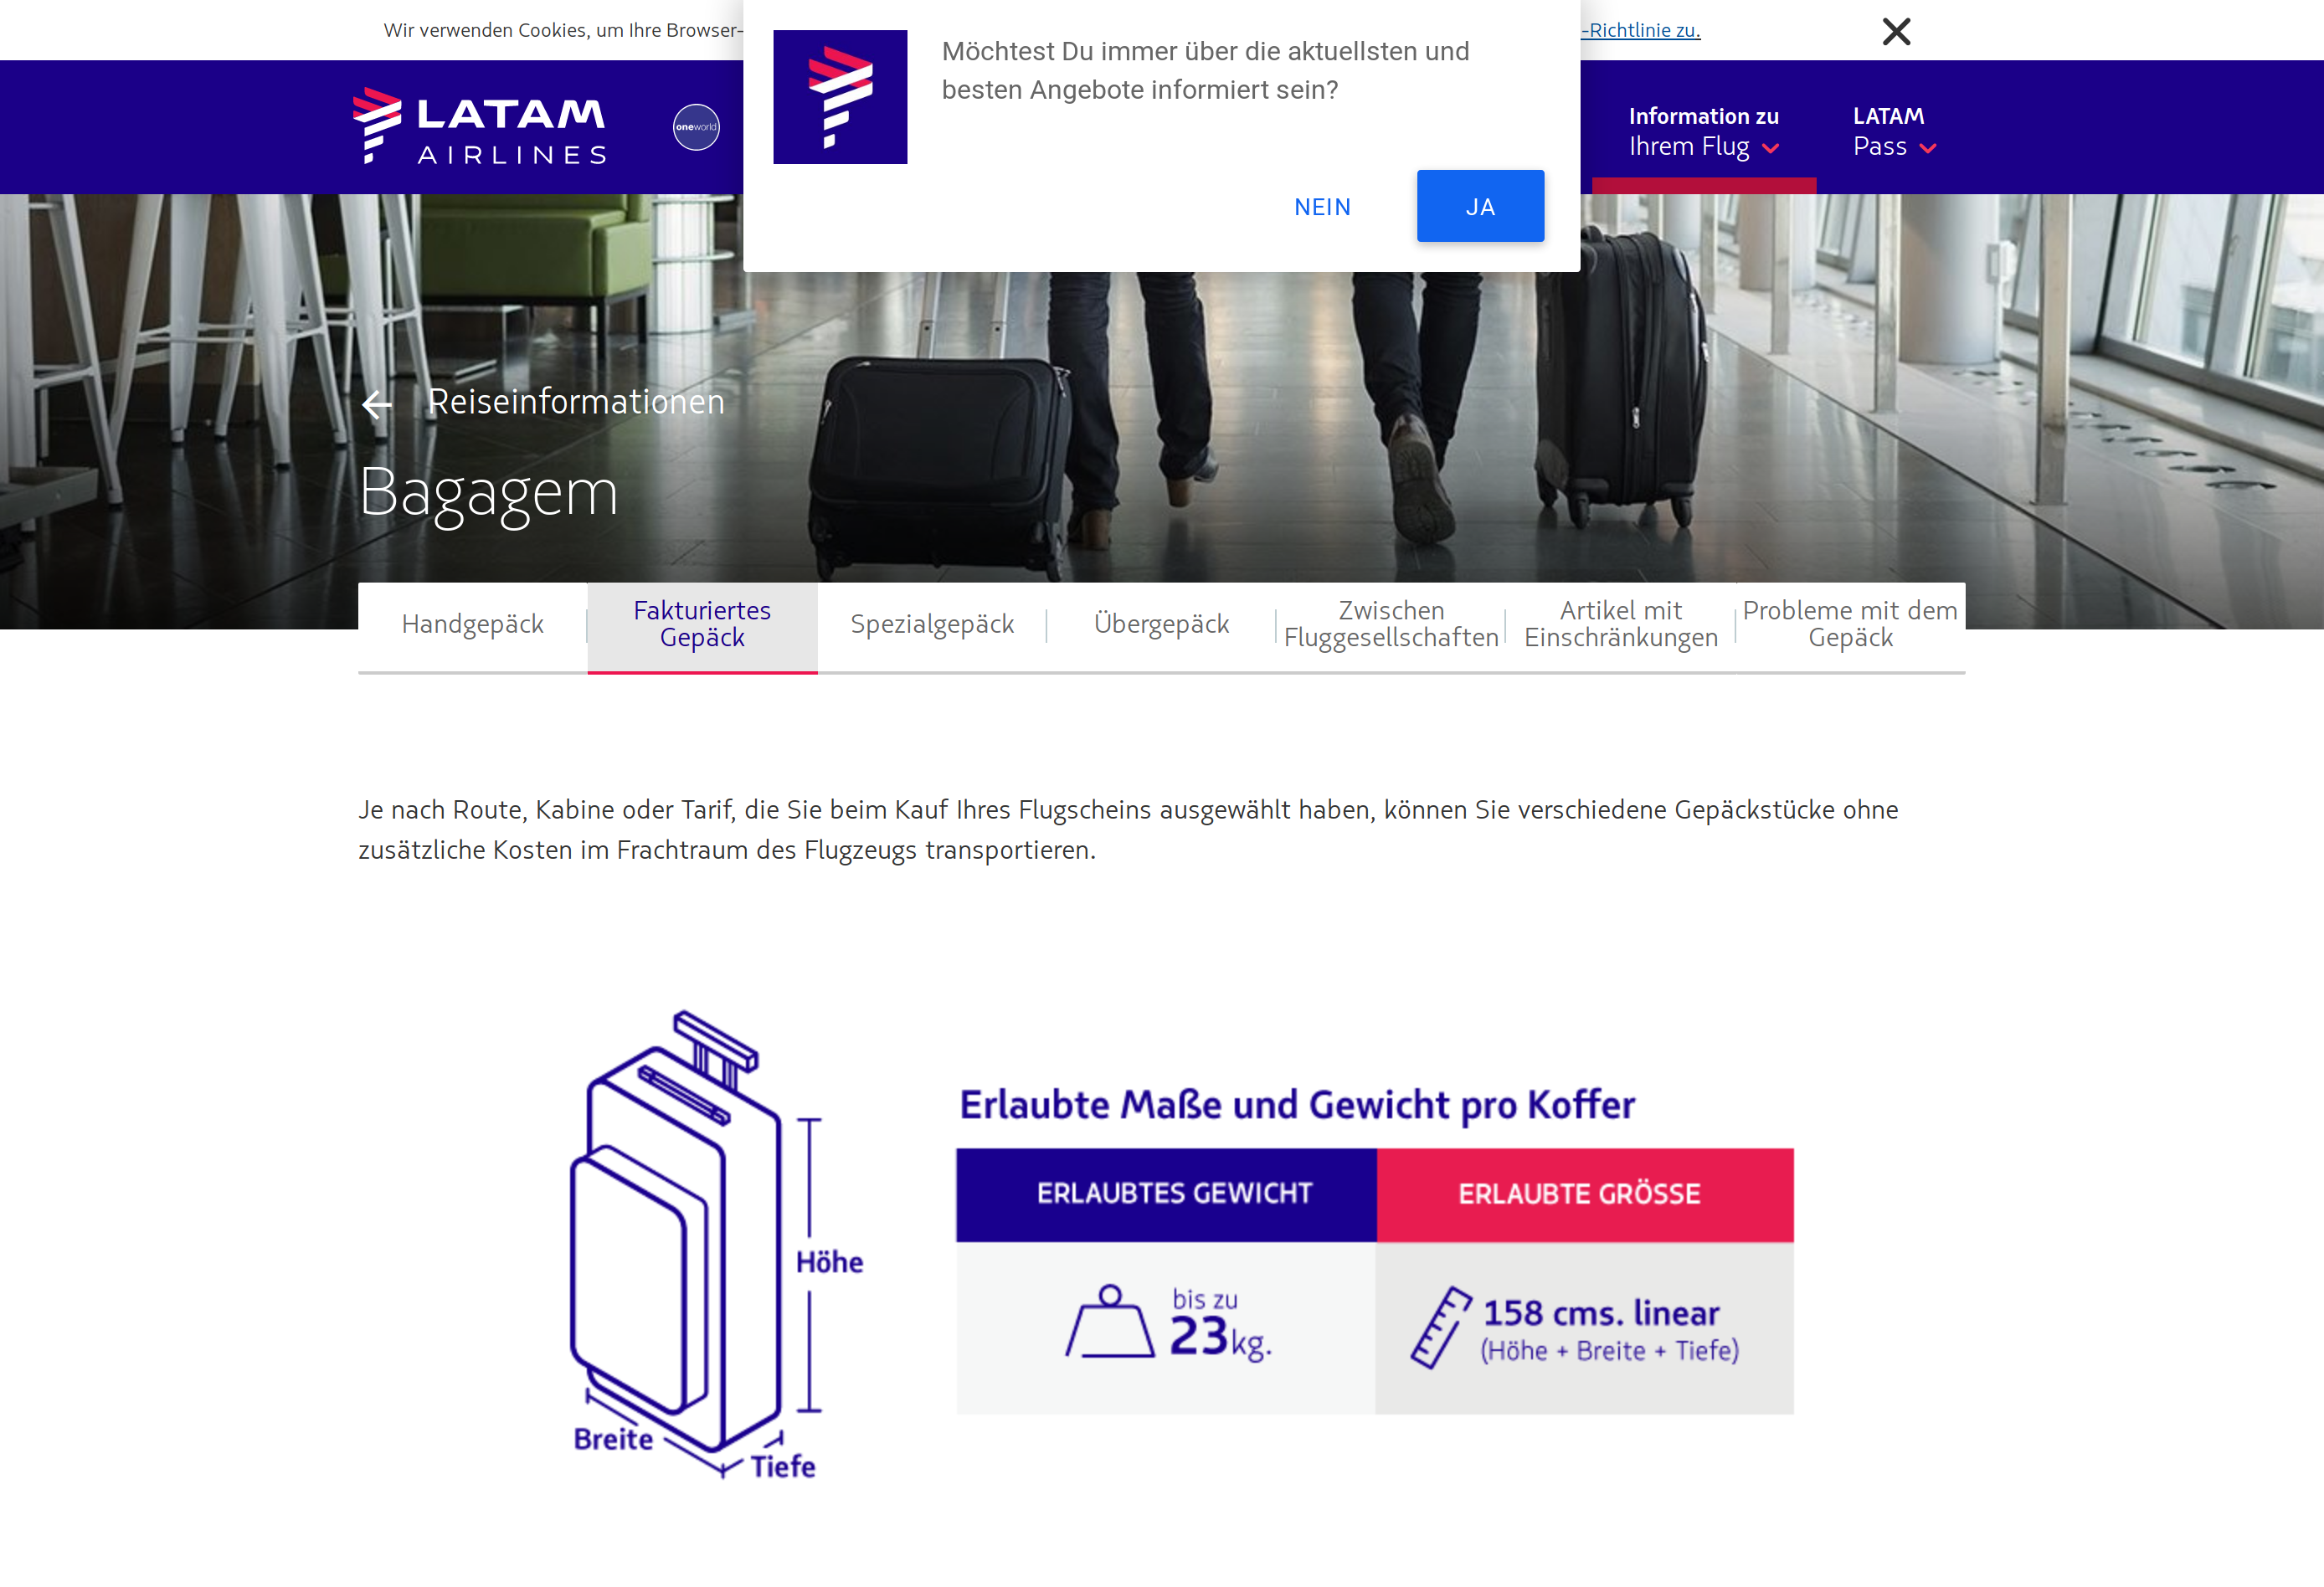 Wir verwenden Cookies, um Ihre Browser-
-Richtlinie zu.
Möchtest Du immer über die aktuellsten und
besten Angebote informiert sein?
NEIN
JA
LATAM
AIRLINES
oneworld
Information zu
Ihrem Flug
LATAM
Pass
Reiseinformationen
Bagagem
Handgepäck
Fakturiertes
Gepäck
Spezialgepäck
Übergepäck
Zwischen
Fluggesellschaften
Artikel mit
Einschränkungen
Probleme mit dem
Gepäck
Je nach Route, Kabine oder Tarif, die Sie beim Kauf Ihres Flugscheins ausgewählt haben, können Sie verschiedene Gepäckstücke ohne
zusätzliche Kosten im Frachtraum des Flugzeugs transportieren.
Höhe
Breite
Tiefe
Erlaubte Maße und Gewicht pro Koffer
ERLAUBTES GEWICHT
ERLAUBTE GRÖSSE
bis zu
23kg.
158 cms. linear
(Höhe + Breite + Tiefe)